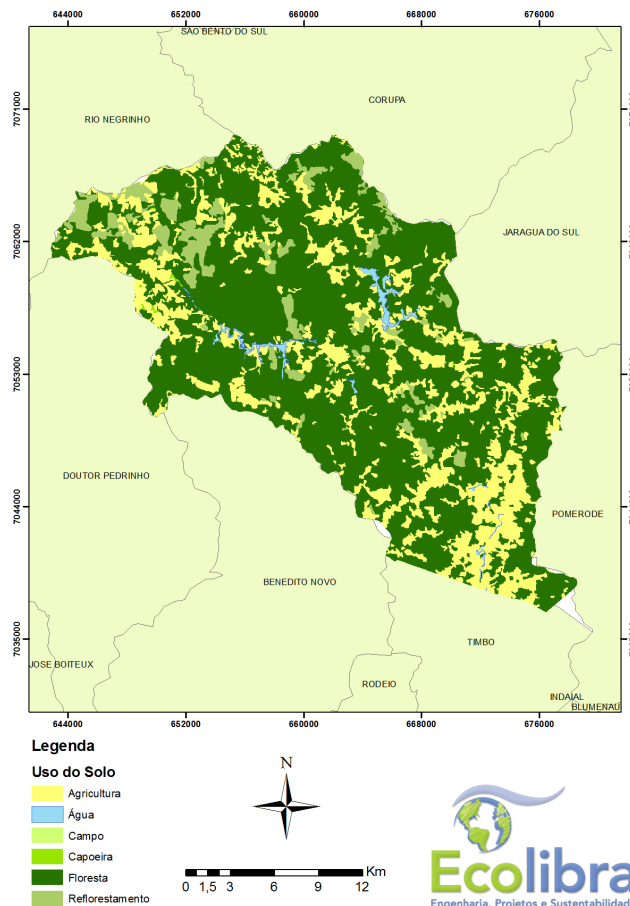 644000 652000 660000 668000 676000
SAO BENTO DO SUL
CORUPA
7071000
RIO NEGRINHO
JARAGUA DO SUL
7062000
7053000
DOUTOR PEDRINHO
7044000
POMERODE
BENEDITO NOVO
7035000
TIMBO
JOSE BOITEUX
RODEIO
INDAIAL
BLUMENAU
644000 652000 660000 668000 676000
Legenda
Uso do Solo
Agricultura
Água
Campo
Capoeira
Floresta
Reflorestamento
N
Km
0 1,5 3 6 9 12
Ecolibra
Engenharia, Projetos e Sustentabilidad